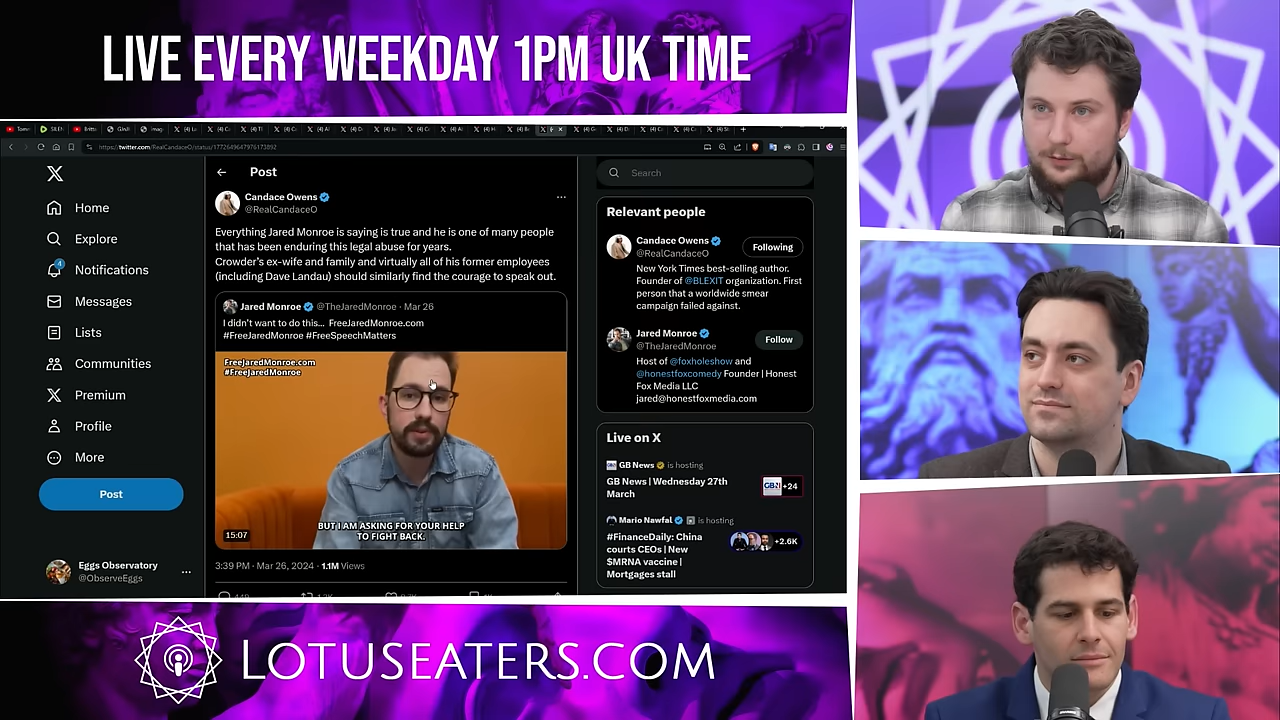 LIVE EVERY WEEKDAY 1PM UK TIME
https://twitter.com/RealCandaceO/status/1772649647976173892
Home
Explore
4
Notifications
Messages
Lists
Communities
Premium
Profile
More
Post
Eggs Observatory
@ObserveEggs
Post
Candace Owens
@RealCandaceO
Everything Jared Monroe is saying is true and he is one of many people
that has been enduring this legal abuse for years.
Crowder's ex-wife and family and virtually all of his former employees
(including Dave Landau) should similarly find the courage to speak out.
Jared Monroe @TheJaredMonroe · Mar 26
I didn't want to do this... FreeJaredMonroe.com
#FreeJaredMonroe #FreeSpeechMatters
FreeJaredMonroe.com
#FreeJaredMonroe
BUT I AM ASKING FOR YOUR HELP
TO FIGHT BACK.
15:07
3:39 PM · Mar 26, 2024 · 1.1M Views
Search
Relevant people
Candace Owens
@RealCandaceO
Following
New York Times best-selling author.
Founder of @BLEXIT organization. First
person that a worldwide smear
campaign failed against.
Jared Monroe
@TheJaredMonroe
Follow
Host of @foxholeshow and
@honestfoxcomedy Founder | Honest
Fox Media LLC
jared@honestfoxmedia.com
Live on X
GB News is hosting
GB News | Wednesday 27th
March
GBN +24
Mario Nawfal is hosting
#FinanceDaily: China
courts CEOs | New
$MRNA vaccine |
Mortgages stall
+2.6K
LOTUSEATERS.COM